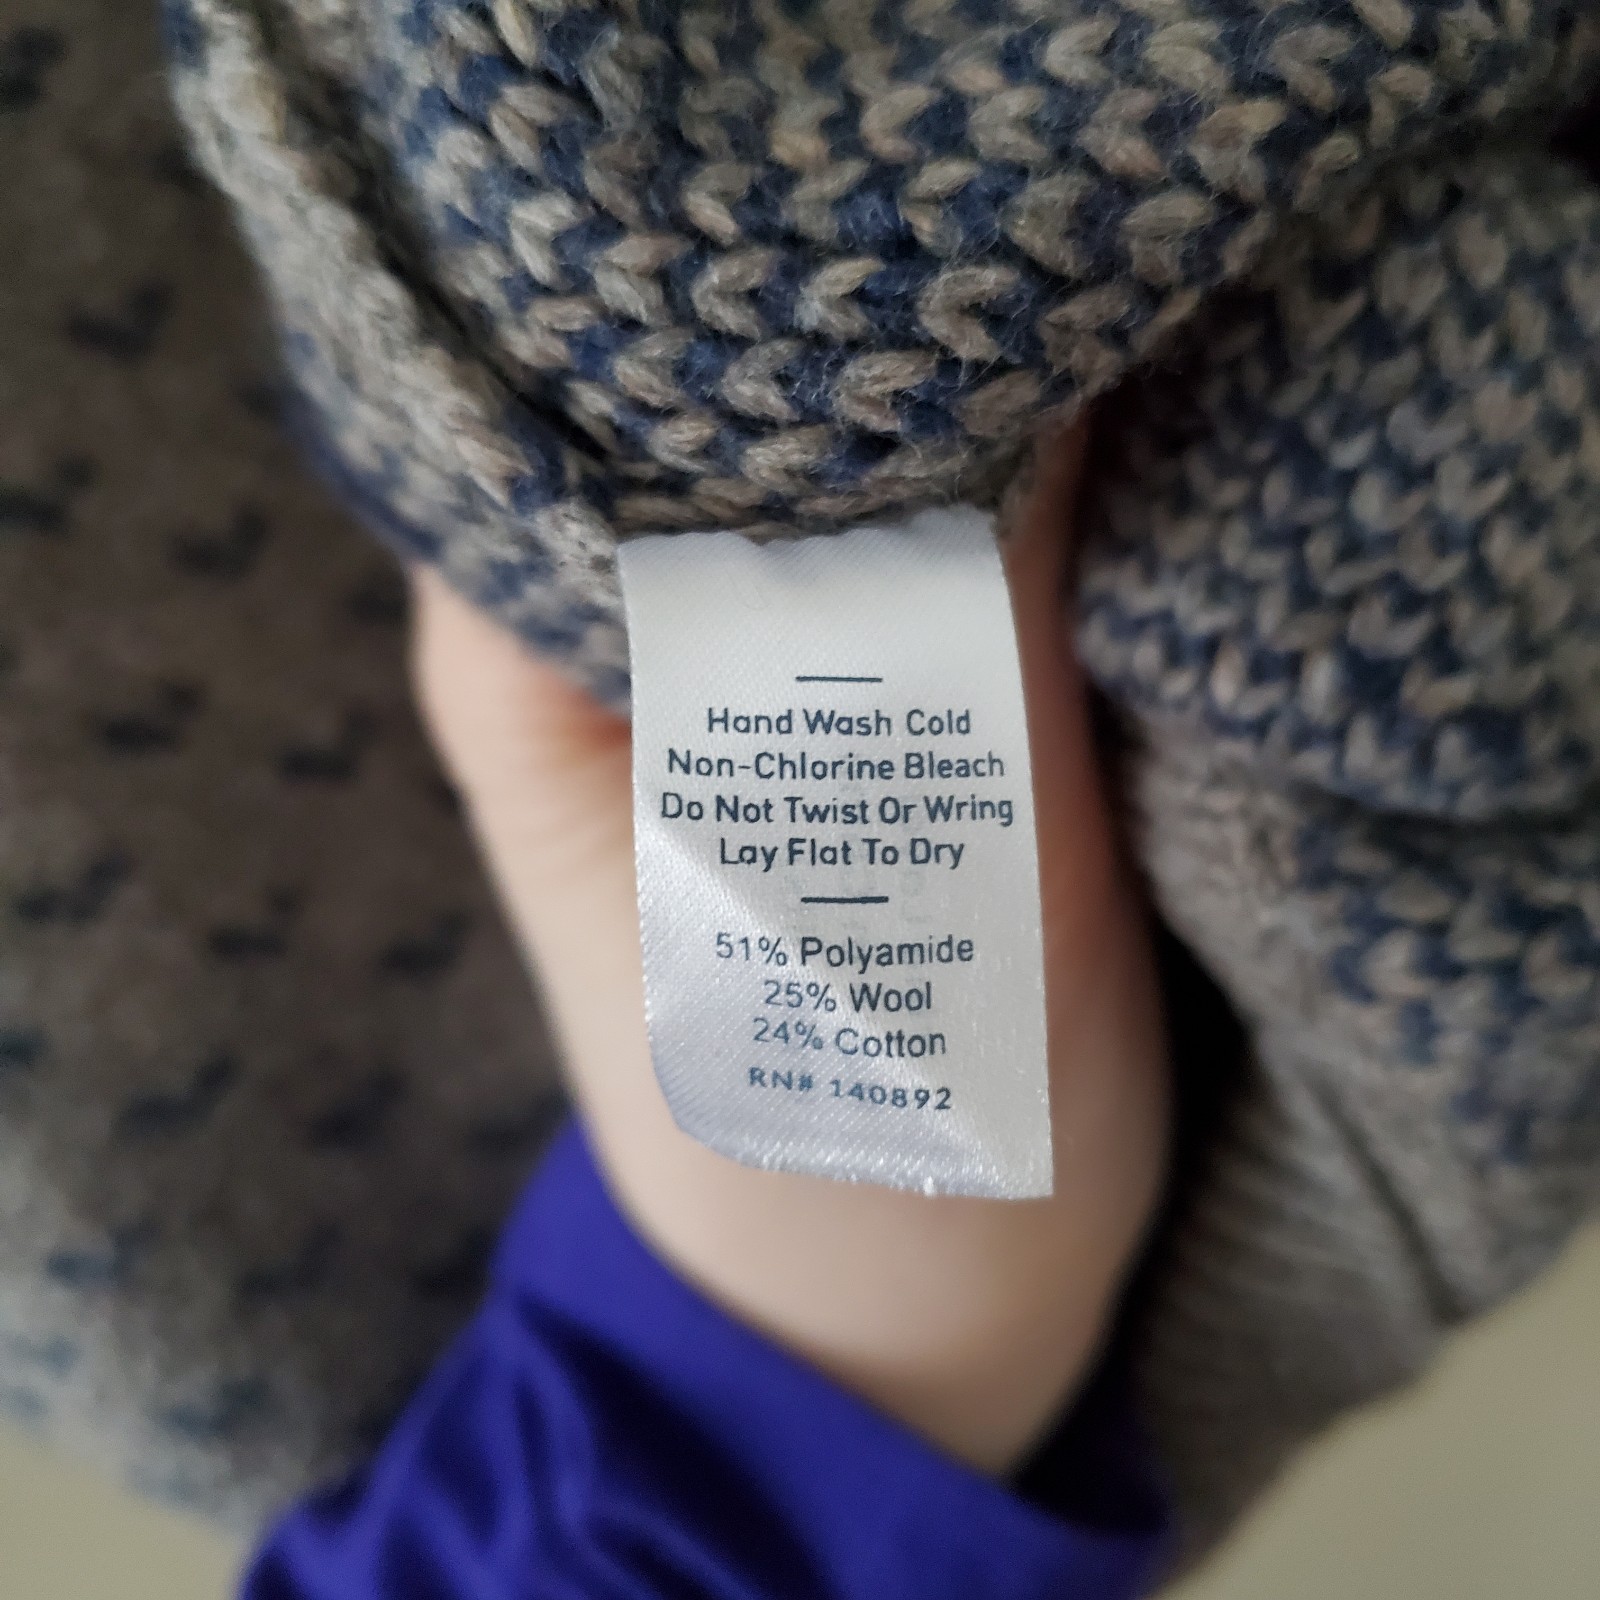 Hand Wash Cold
Non-Chlorine Bleach
Do Not Twist Or Wring
Lay Flat To Dry
51% Polyamide
25% Wool
24% Cotton
RN# 140892